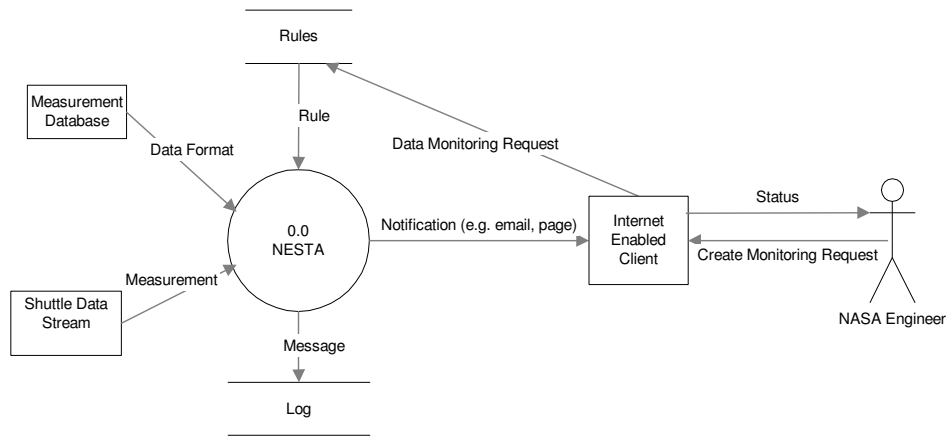 Rules
Measurement
Database
Rule
Data Format
Data Monitoring Request
0.0
NESTA
Notification (e.g. email, page)
Internet
Enabled
Client
Status
Create Monitoring Request
NASA Engineer
Measurement
Shuttle Data
Stream
Message
Log